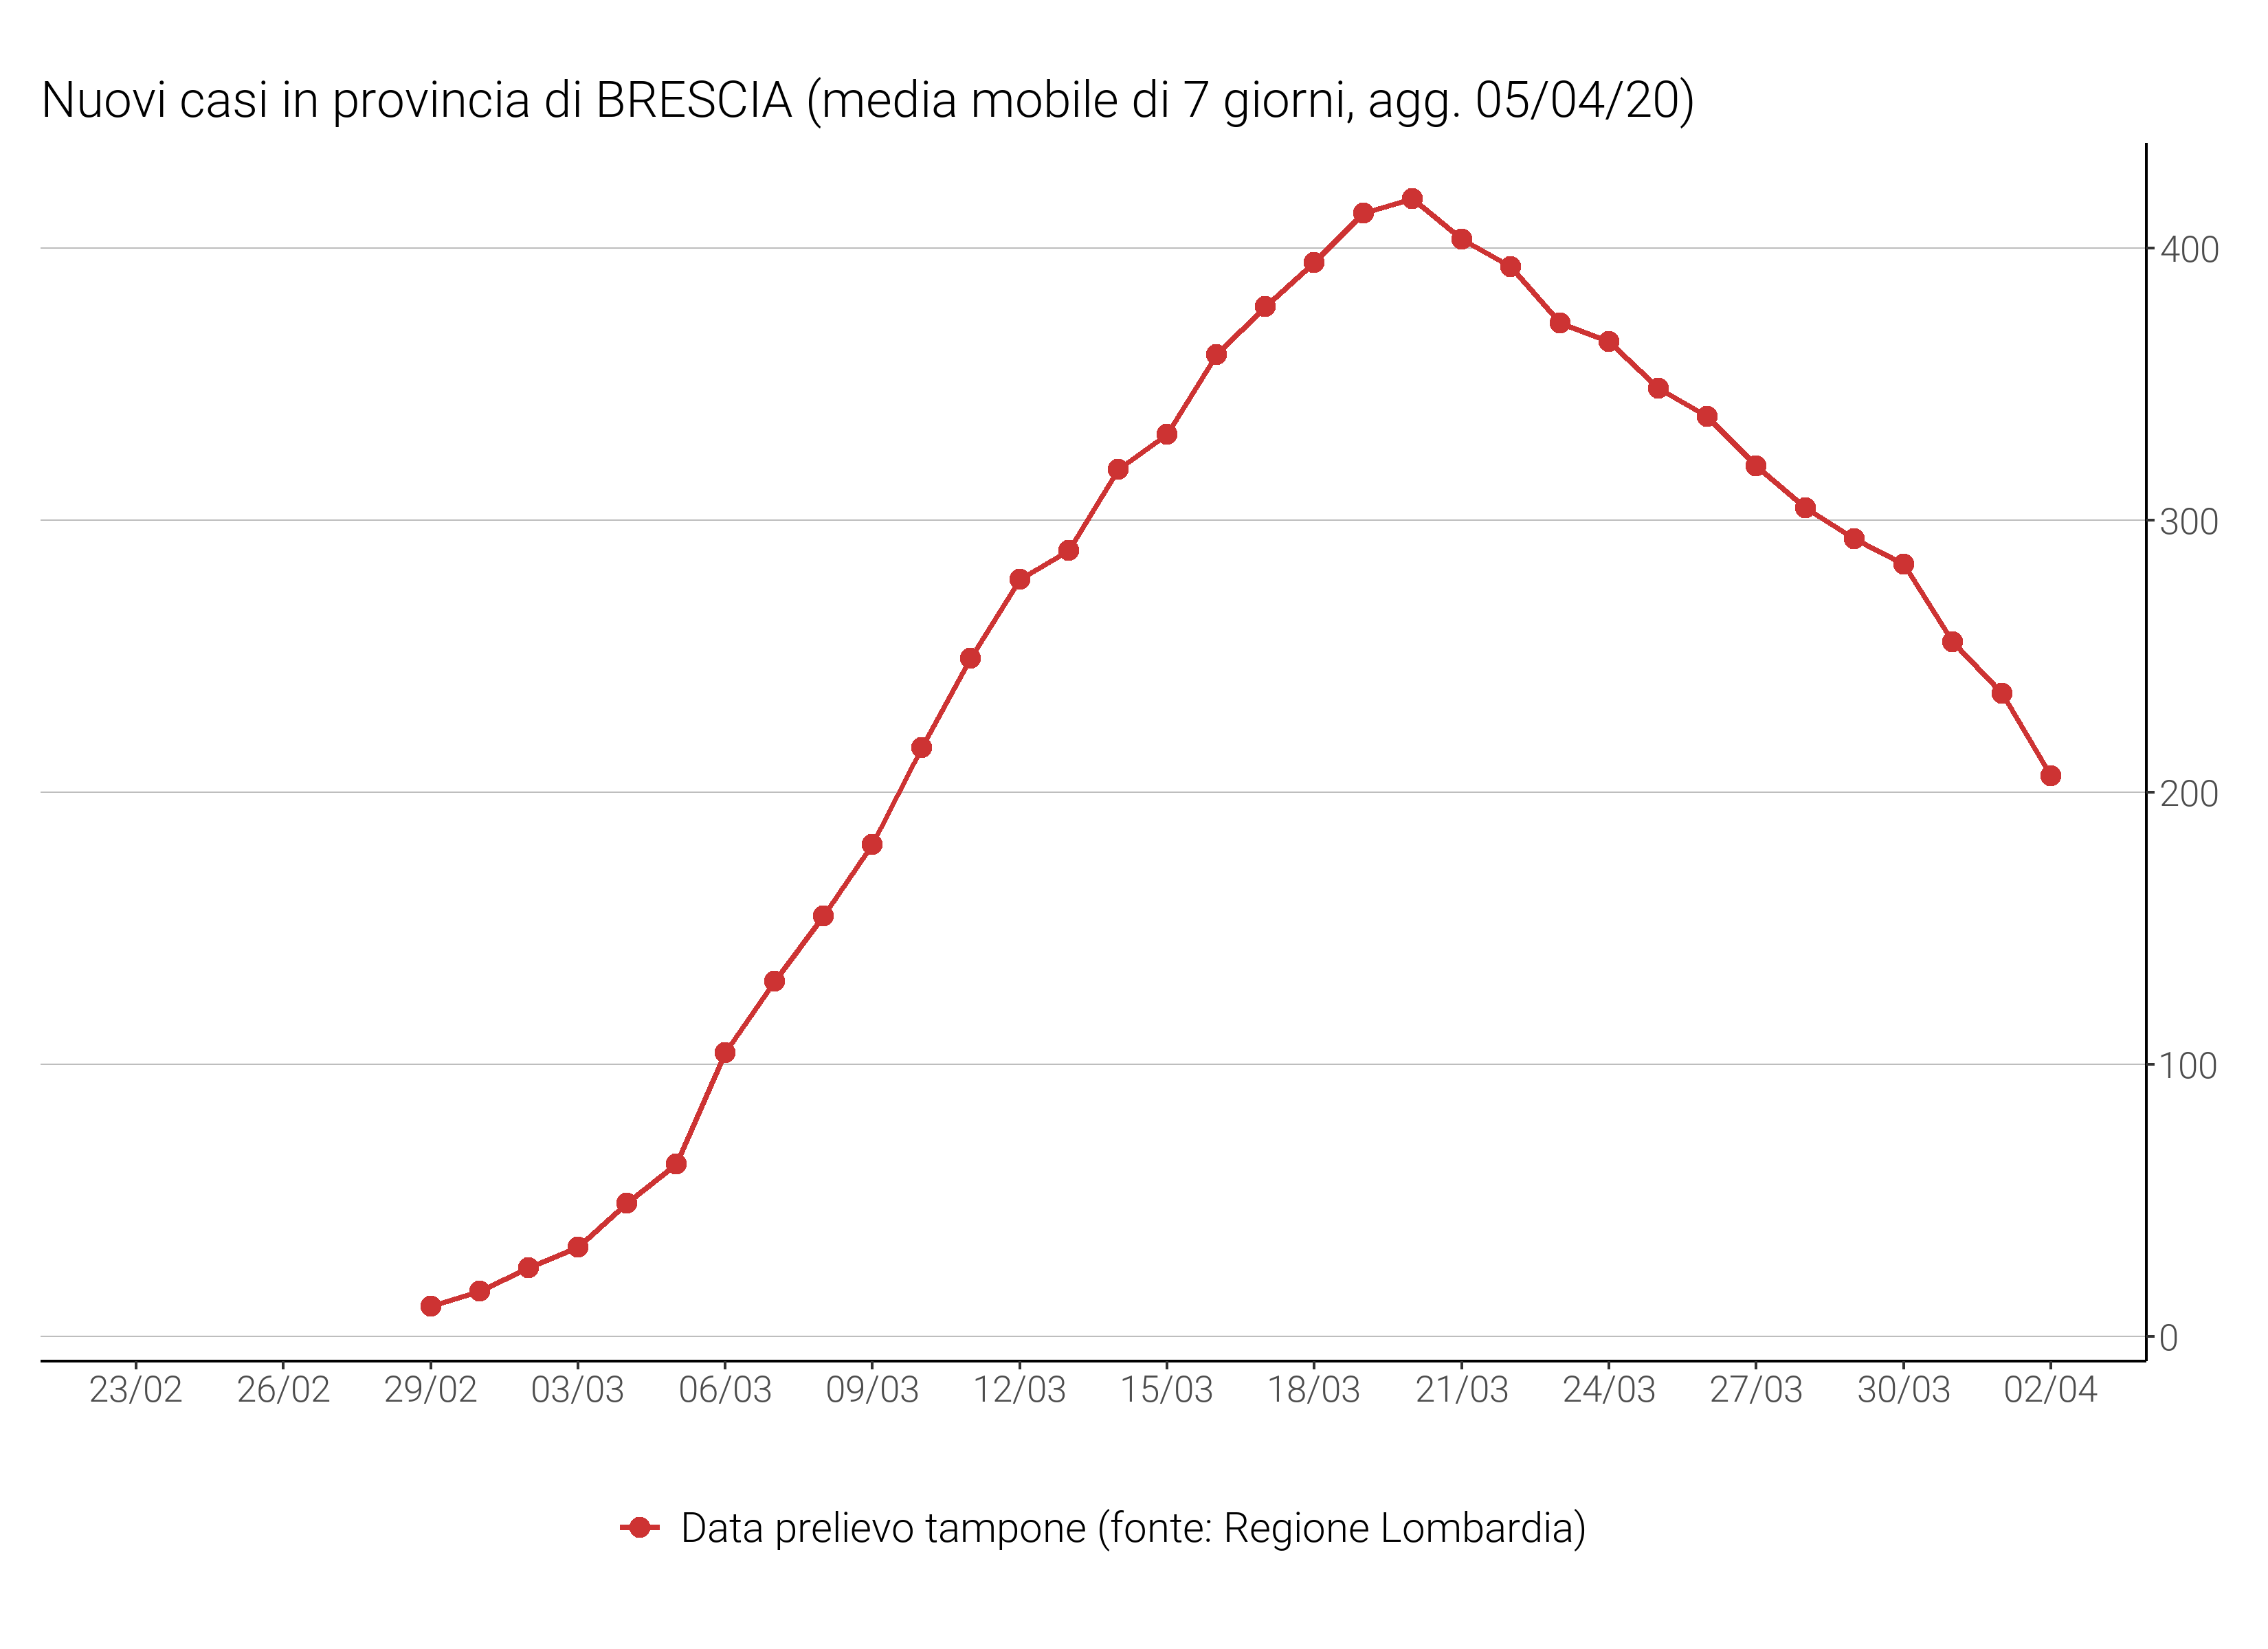 Nuovi casi in provincia di BRESCIA (media mobile di 7 giorni, agg. 05/04/20)
400
300
200
100
0
23/02 26/02 29/02 03/03 06/03 09/03 12/03 15/03 18/03 21/03 24/03 27/03 30/03 02/04
Data prelievo tampone (fonte: Regione Lombardia)